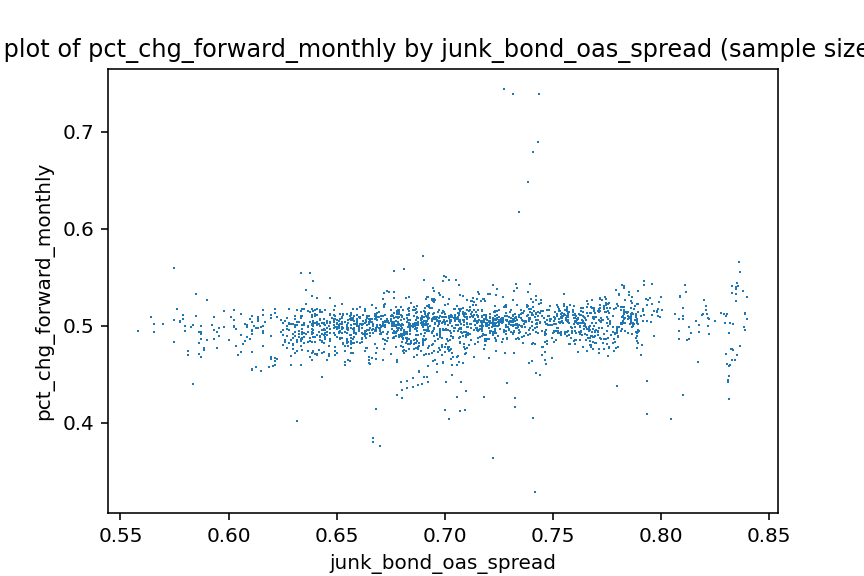 plot of pct_chg_forward_monthly by junk_bond_oas_spread (sample size
0.7
0.6
0.5
0.4
pct_chg_forward_monthly
0.55 0.60 0.65 0.70 0.75 0.80 0.85
junk_bond_oas_spread